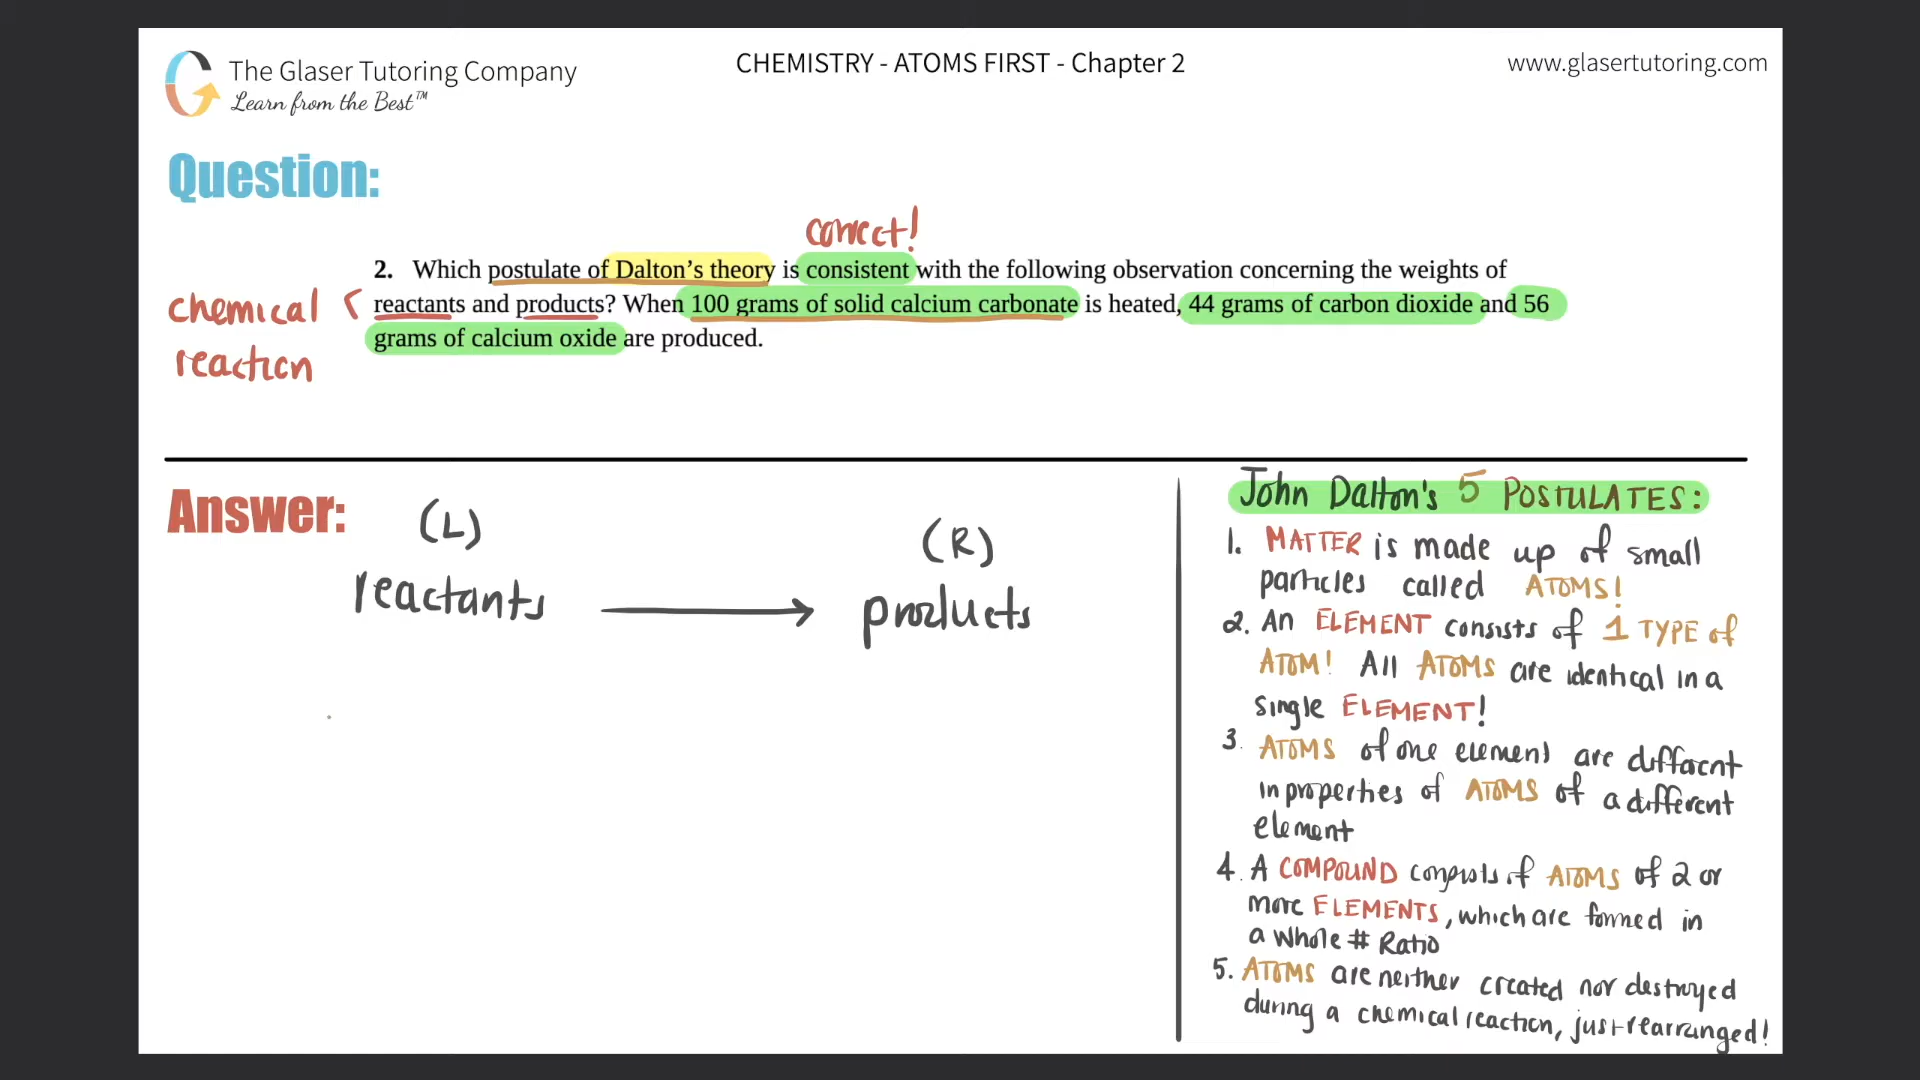 The Glaser Tutoring Company
Learn from the Best™
CHEMISTRY - ATOMS FIRST - Chapter 2
www.glasertutoring.com
Question:
correct!
2. Which postulate of Dalton's theory is consistent with the following observation concerning the weights of
reactants and products? When 100 grams of solid calcium carbonate is heated, 44 grams of carbon dioxide and 56
grams of calcium oxide are produced.
chemical
reaction
Answer:
(L)
reactants
(R)
products
John Dalton's 5 POSTULATES:
1. MATTER is made up of small
particles called ATOMS!
2. An ELEMENT consists of 1 TYPE of
ATOM! All ATOMS are identical in a
single ELEMENT!
3. ATOMS of one element are different
in properties of ATOMS of a different
element
4. A COMPOUND consists of ATOMS of 2 or
more ELEMENTS, which are formed in
a whole # Ratio
5. ATOMS are neither created nor destroyed
during a chemical reaction, just rearranged!